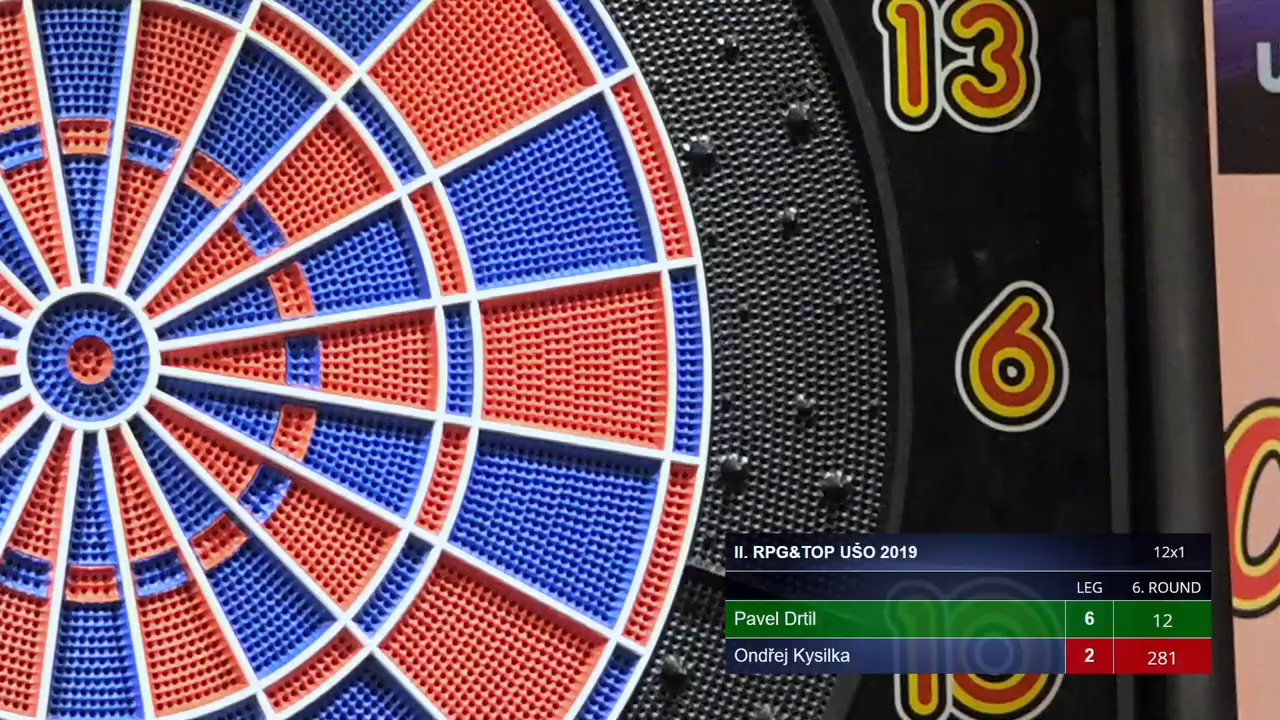 13
6
10
II. RPG&TOP UŠO 2019 12x1
LEG 6. ROUND
Pavel Drtil 6 12
Ondřej Kysilka 2 281